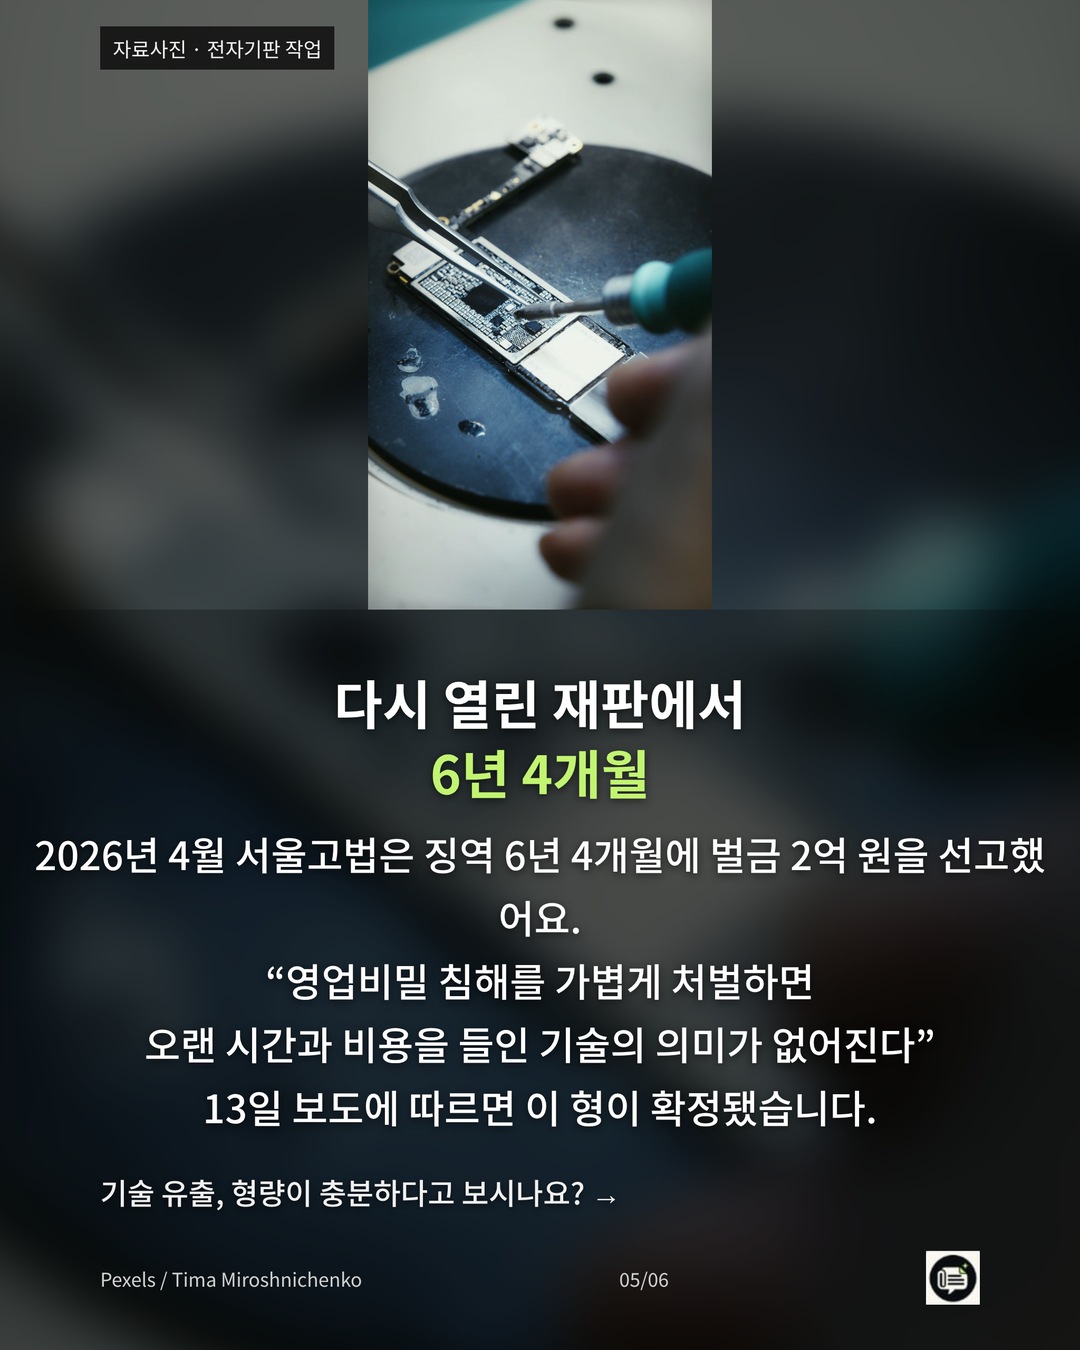 자료사진 · 전자기판 작업
다시 열린 재판에서
6년 4개월
2026년 4월 서울고법은 징역 6년 4개월에 벌금 2억 원을 선고했
어요.
“영업비밀 침해를 가볍게 처벌하면
오랜 시간과 비용을 들인 기술의 의미가 없어진다”
13일 보도에 따르면 이 형이 확정됐습니다.
기술 유출, 형량이 충분하다고 보시나요? →
Pexels / Tima Miroshnichenko
05/06